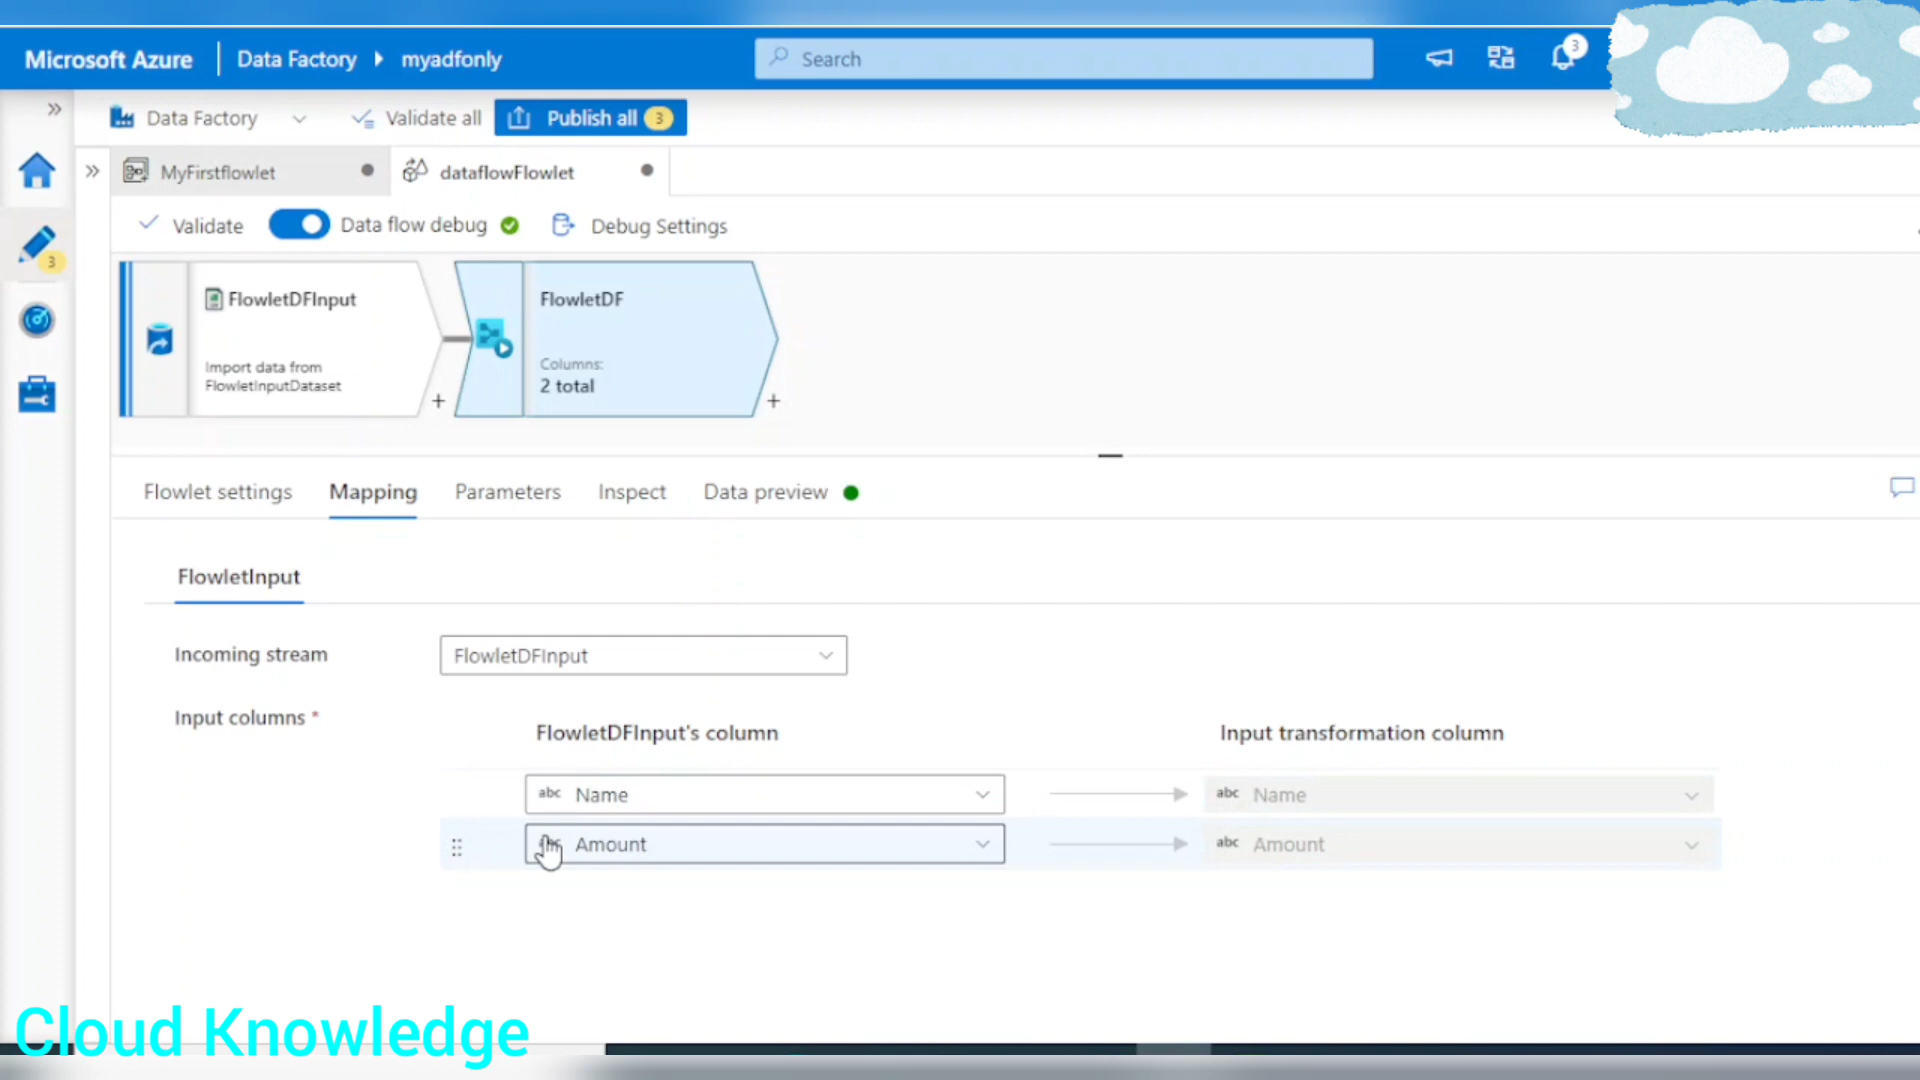 Microsoft Azure Data Factory myadfonly Search 3
Data Factory Validate all Publish all 3
MyFirstflowlet dataflowFlowlet
Validate Data flow debug Debug Settings
3
FlowletDFInput FlowletDF
Import data from Columns:
FlowletInputDataset 2 total
+ +
Flowlet settings Mapping Parameters Inspect Data preview
FlowletInput
Incoming stream FlowletDFInput
Input columns *
FlowletDFInput's column Input transformation column
abc Name abc Name
Amount abc Amount
Cloud Knowledge